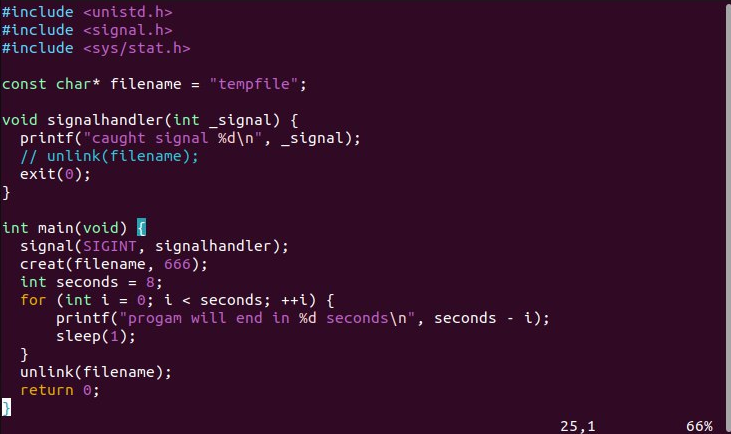 #include <unistd.h>
#include <signal.h>
#include <sys/stat.h>

const char* filename = "tempfile";

void signalhandler(int _signal) {
  printf("caught signal %d\n", _signal);
  // unlink(filename);
  exit(0);
}

int main(void) {
  signal(SIGINT, signalhandler);
  creat(filename, 666);
  int seconds = 8;
  for (int i = 0; i < seconds; ++i) {
      printf("progam will end in %d seconds\n", seconds - i);
      sleep(1);
  }
  unlink(filename);
  return 0;
}
25,1 66%